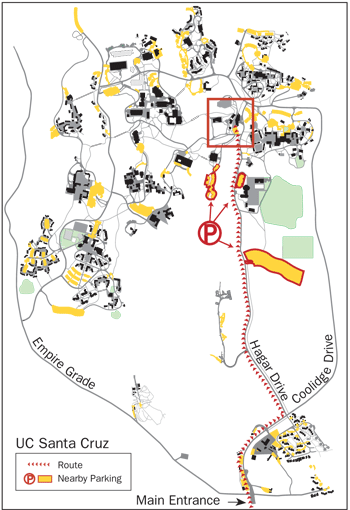 P
Empire Grade
Hagar Drive
Coolidge Drive
UC Santa Cruz
Route
P Nearby Parking
Main Entrance